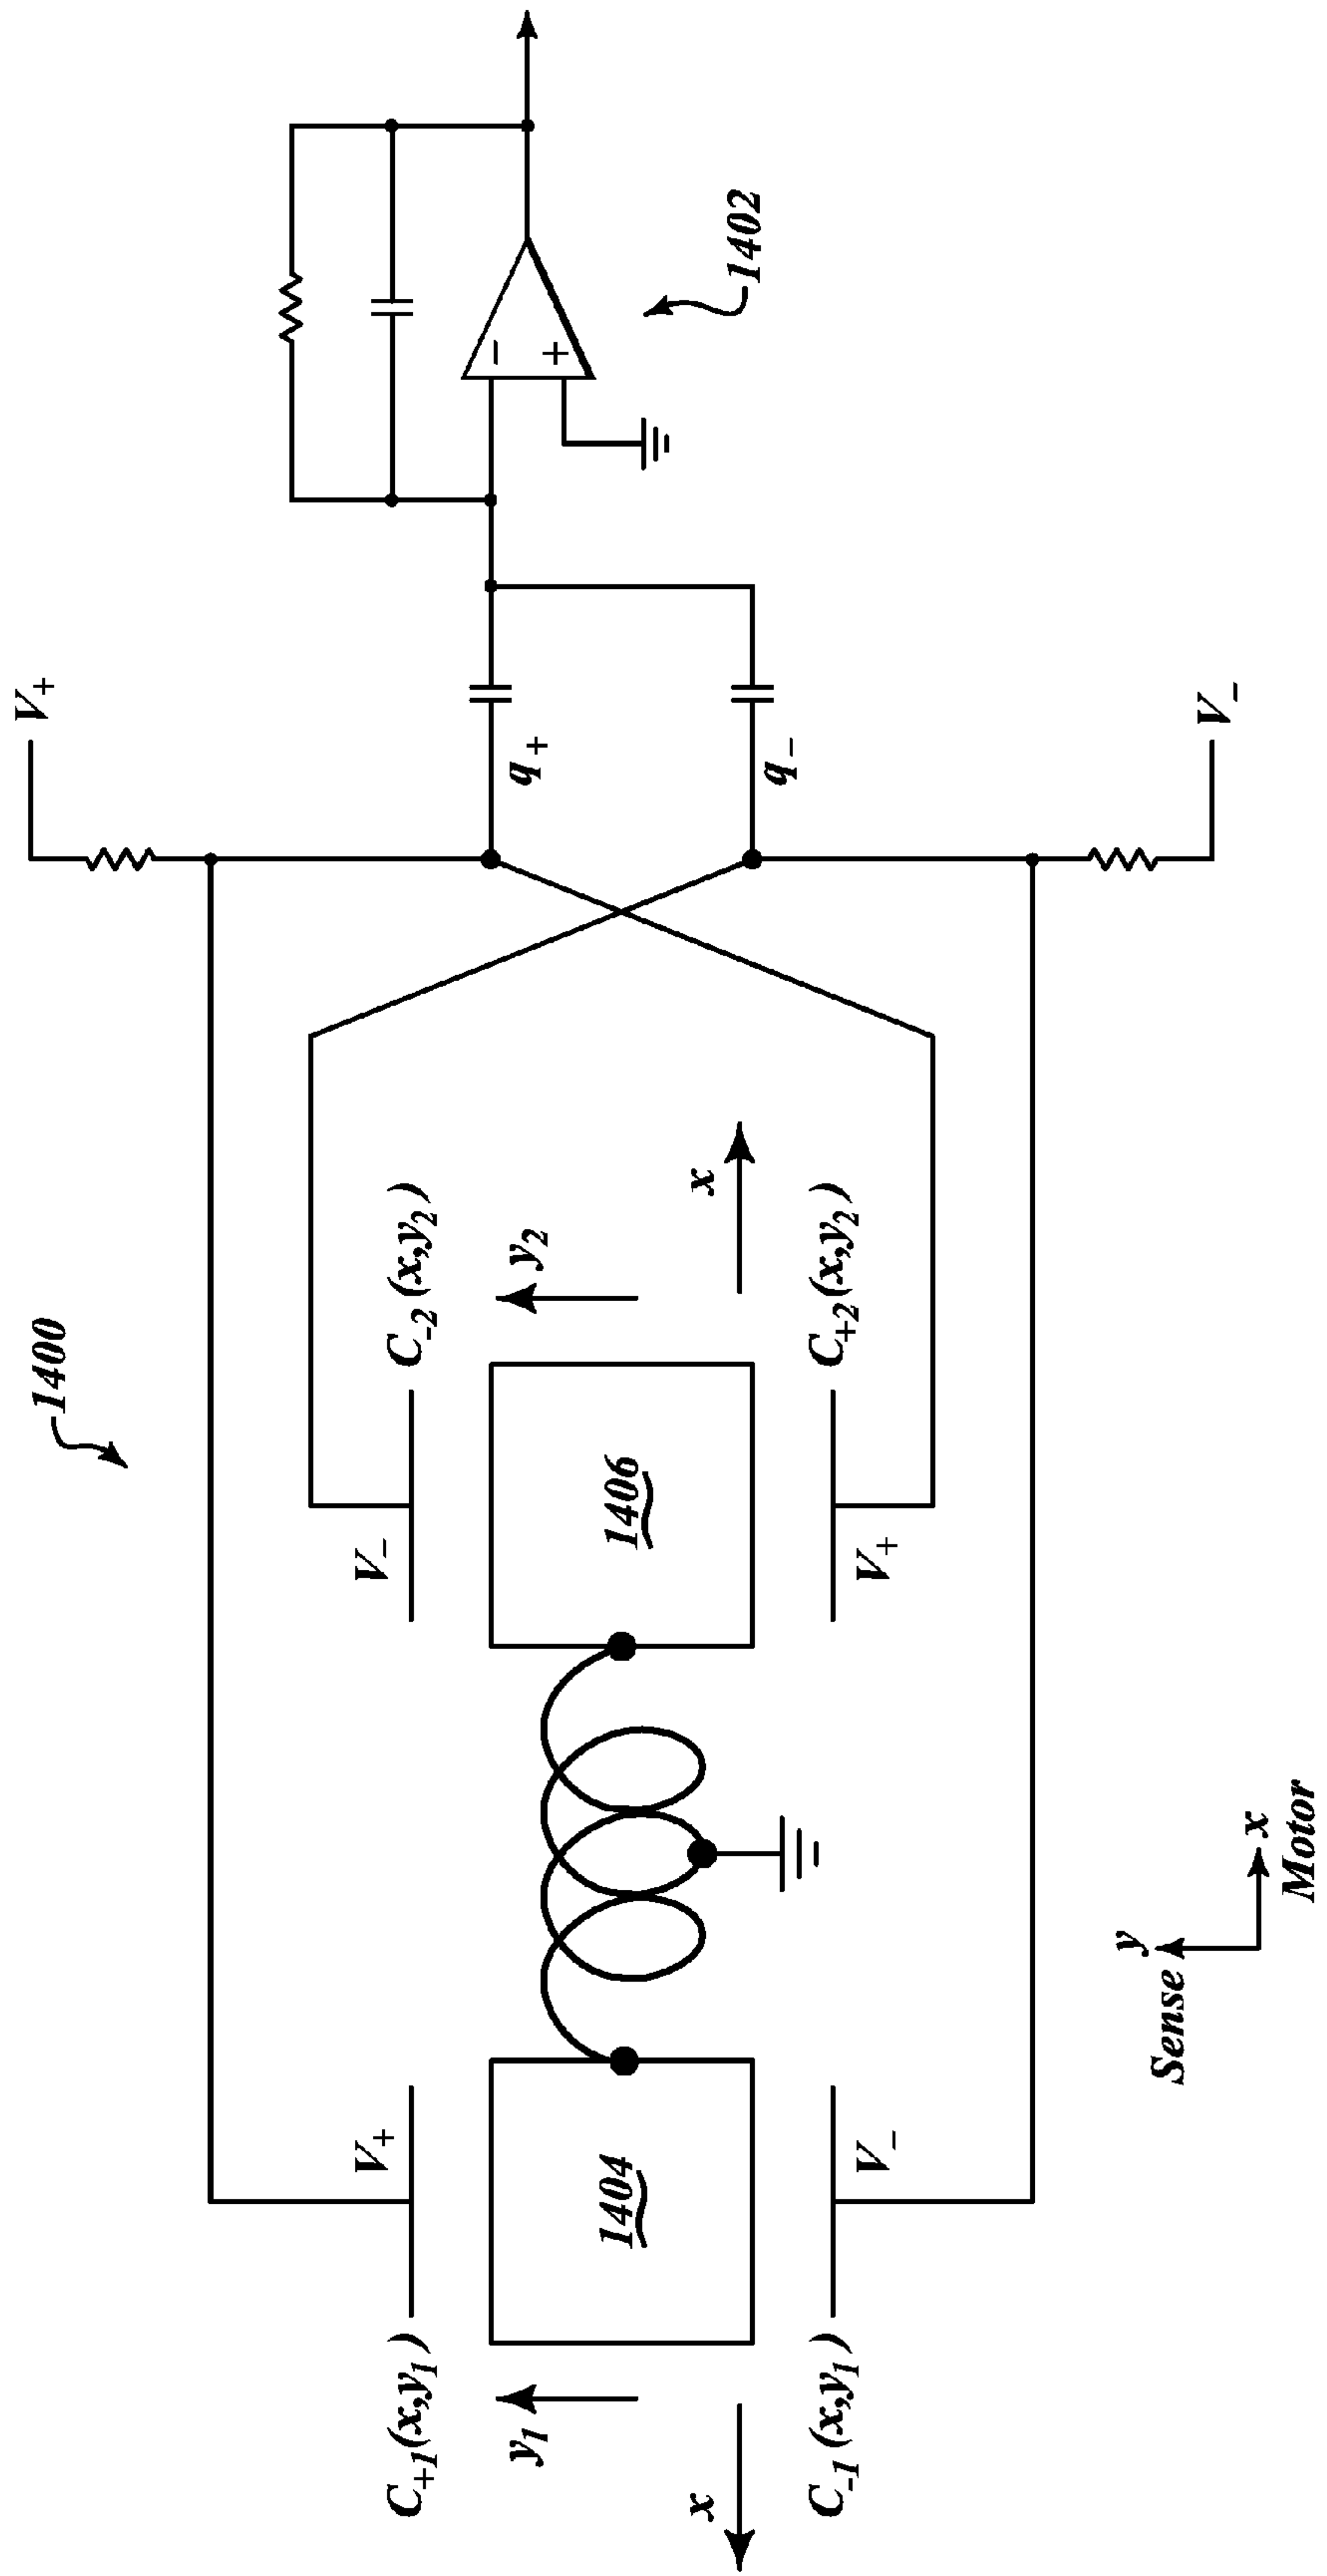 1400
V+
1402
−
+
q+
q−
V−
C+1(x,y1)
V+
V−
C-2(x,y2)
y1
1404
1406
y2
x
x
C-1(x,y1)
V−
V+
C+2(x,y2)
y
Sense
x
Motor